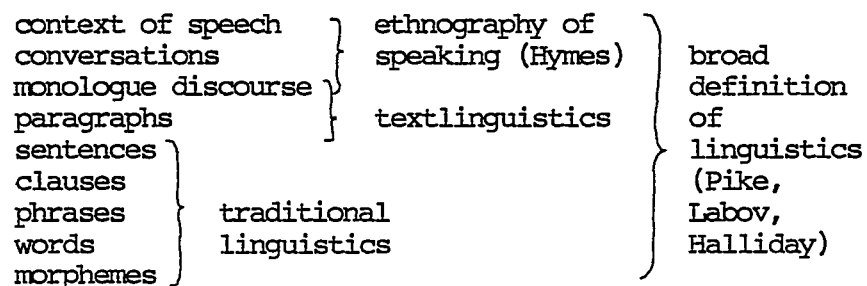 context of speech ethnography of
conversations speaking (Hymes) broad
monologue discourse definition
paragraphs textlinguistics of
sentences linguistics
clauses (Pike,
phrases traditional Labov,
words linguistics Halliday)
morphemes